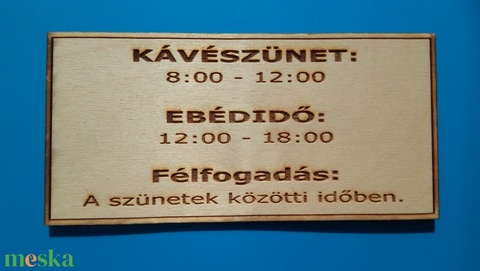 KÁVÉSZÜNET:
8:00 - 12:00
EBÉDIDŐ:
12:00 - 18:00
Félfogadás:
A szünetek közötti időben.
meska